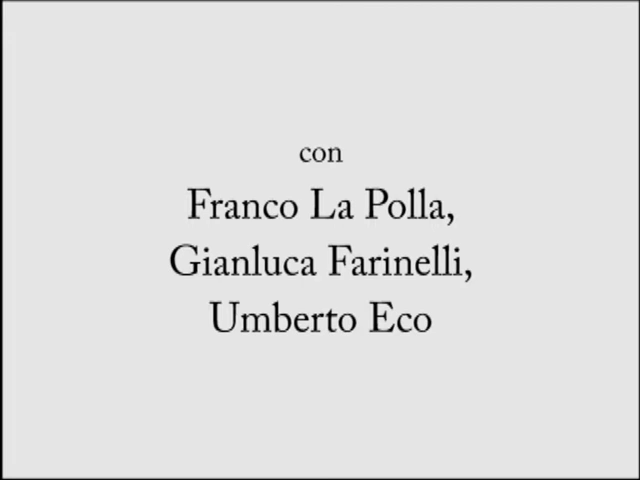 con
Franco La Polla,
Gianluca Farinelli,
Umberto Eco